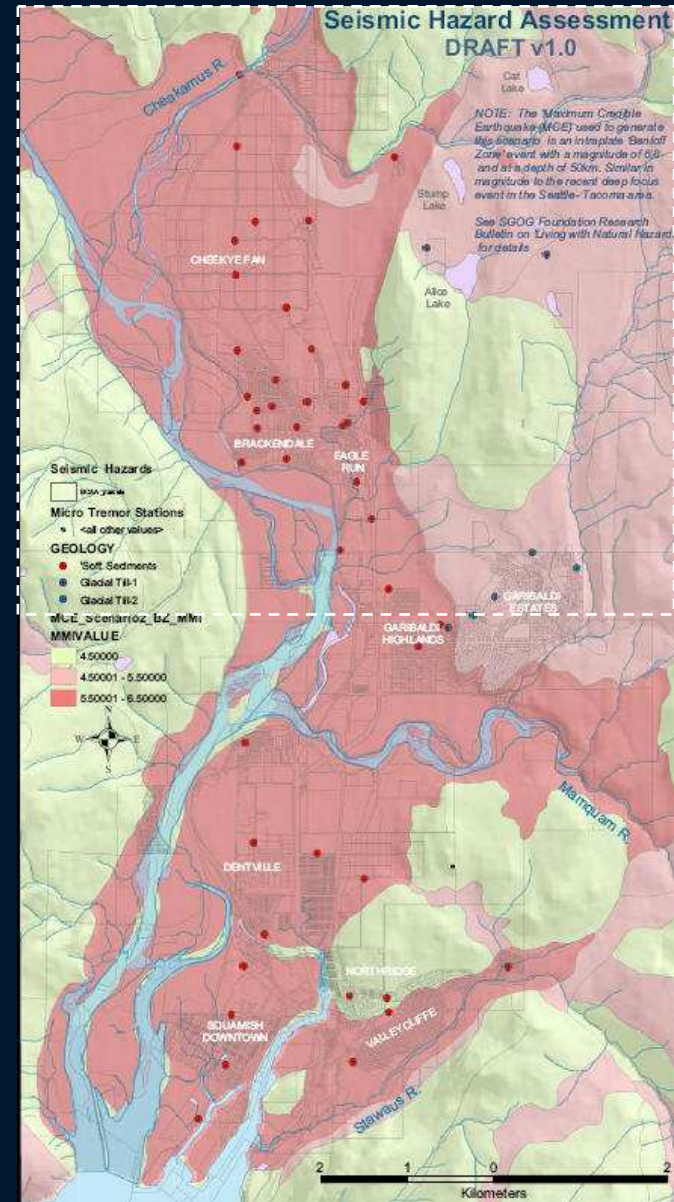 Seismic Hazard Assessment
DRAFT v1.0
Cheekamus R.
Cat
Lake
NOTE: The "Maximum Credible
Earthquake (MCE)" used to generate
this scenario is an intraplate "Benioff
Zone" event with a magnitude of 6.8
and at a depth of 50km. Similar in
magnitude to the recent deep focus
event in the Seattle-Tacoma area.
Stump
Lake
See SGOG Foundation Research
Bulletin on "Living with Natural Hazard
for details
CHEEKYE FAN
Alice
Lake
BRACKENDALE
EAGLE
RUN
Seismic Hazards
Micro Tremor Stations
<all other values>
GEOLOGY
"Soft Sediments
Glacial Till-1
Glacial Till-2
GARIBALDI
ESTATES
GARIBALDI
HIGHLANDS
MCE_Scenarioz_BZ_MMI
MMIVALUE
4.50000
4.50001 - 5.50000
5.50001 - 6.50000
N
W E
S
Mamquam R.
DENTVILLE
NORTHRIDGE
SQUAMISH
DOWNTOWN
VALLEYCLIFFE
Stawaus R.
2 1 0 2
Kilometers